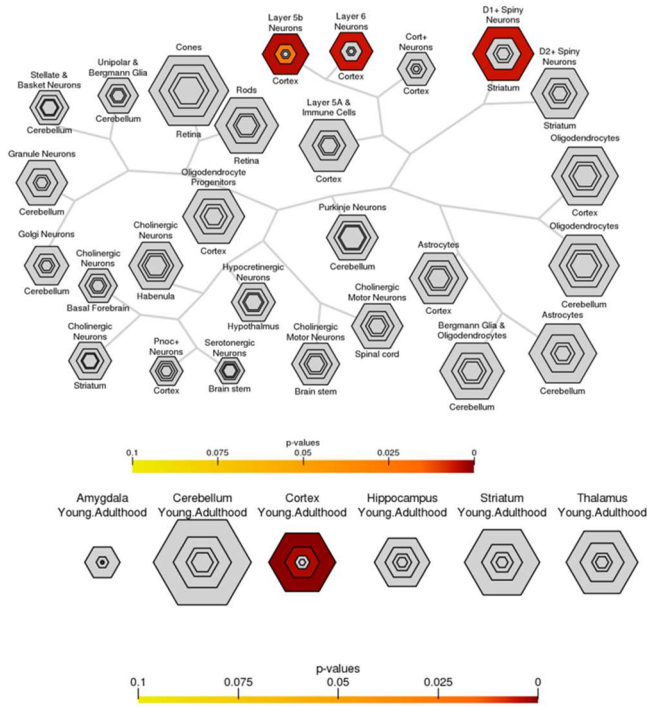 Layer 5b
Neurons
Cortex
Layer 6
Neurons
Cortex
Cort+
Neurons
Cortex
D1+ Spiny
Neurons
Striatum
D2+ Spiny
Neurons
Striatum
Cones
Retina
Unipolar &
Bergmann Glia
Cerebellum
Stellate &
Basket Neurons
Cerebellum
Rods
Retina
Layer 5A &
Immune Cells
Cortex
Oligodendrocytes
Cortex
Granule Neurons
Cerebellum
Oligodendrocyte
Progenitors
Cortex
Purkinje Neurons
Cerebellum
Oligodendrocytes
Cerebellum
Golgi Neurons
Cerebellum
Cholinergic
Neurons
Habenula
Cholinergic
Neurons
Basal Forebrain
Hypocretinergic
Neurons
Hypothalmus
Astrocytes
Cortex
Cholinergic
Motor Neurons
Spinal cord
Cholinergic
Neurons
Striatum
Pnoc+
Neurons
Cortex
Serotonergic
Neurons
Brain stem
Cholinergic
Motor Neurons
Brain stem
Bergmann Glia &
Oligodendrocytes
Cerebellum
Astrocytes
Cerebellum
p-values
0.1 0.075 0.05 0.025 0
Amygdala
Young.Adulthood
Cerebellum
Young.Adulthood
Cortex
Young.Adulthood
Hippocampus
Young.Adulthood
Striatum
Young.Adulthood
Thalamus
Young.Adulthood
p-values
0.1 0.075 0.05 0.025 0